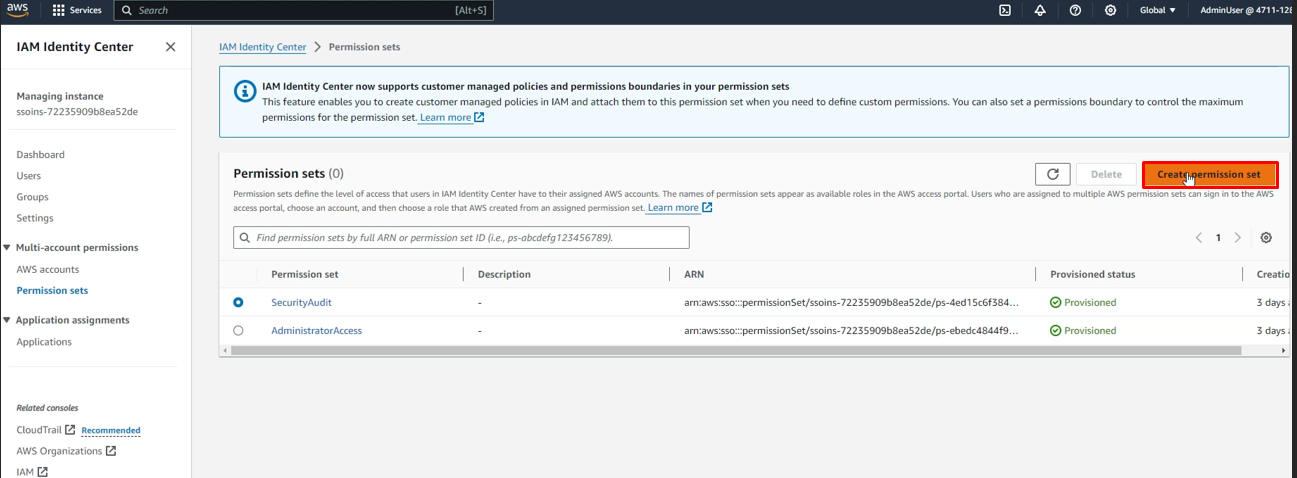 aws Services Search [Alt+S] Global AdminUser @ 4711-128
IAM Identity Center
Managing instance
ssoins-72235909b8ea52de
Dashboard
Users
Groups
Settings
Multi-account permissions
AWS accounts
Permission sets
Application assignments
Applications
Related consoles
CloudTrail Recommended
AWS Organizations
IAM
IAM Identity Center > Permission sets
IAM Identity Center now supports customer managed policies and permissions boundaries in your permission sets
This feature enables you to create customer managed policies in IAM and attach them to this permission set when you need to define custom permissions. You can also set a permissions boundary to control the maximum
permissions for the permission set. Learn more
Permission sets (0) Delete Create permission set
Permission sets define the level of access that users in IAM Identity Center have to their assigned AWS accounts. The names of permission sets appear as available roles in the AWS access portal. Users who are assigned to multiple AWS permission sets can sign in to the AWS
access portal, choose an account, and then choose a role that AWS created from an assigned permission set. Learn more
Find permission sets by full ARN or permission set ID (i.e., ps-abcdefg123456789). 1
Permission set Description ARN Provisioned status Creatio
SecurityAudit - arn:aws:sso:::permissionSet/ssoins-72235909b8ea52de/ps-4ed15c6f384... Provisioned 3 days a
AdministratorAccess - arn:aws:sso:::permissionSet/ssoins-72235909b8ea52de/ps-ebedc4844f9... Provisioned 3 days a